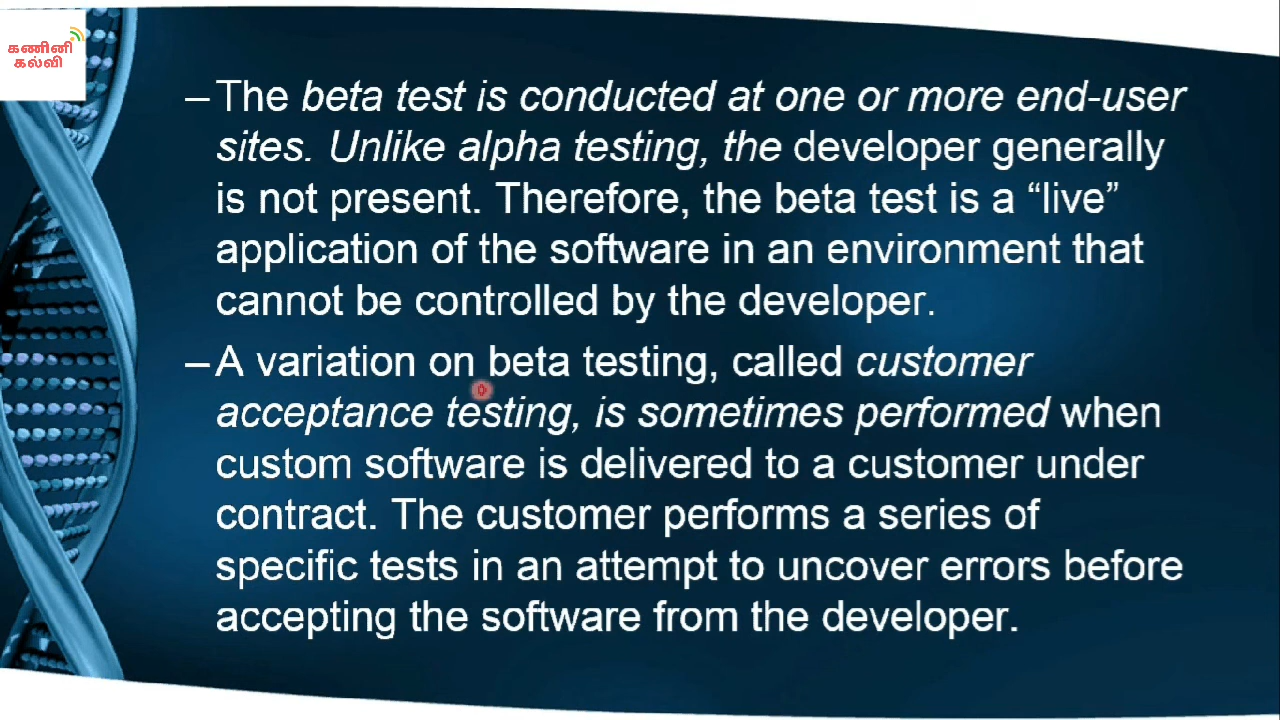 கணினி
கல்வி
– The beta test is conducted at one or more end-user
sites. Unlike alpha testing, the developer generally
is not present. Therefore, the beta test is a “live”
application of the software in an environment that
cannot be controlled by the developer.
– A variation on beta testing, called customer
acceptance testing, is sometimes performed when
custom software is delivered to a customer under
contract. The customer performs a series of
specific tests in an attempt to uncover errors before
accepting the software from the developer.